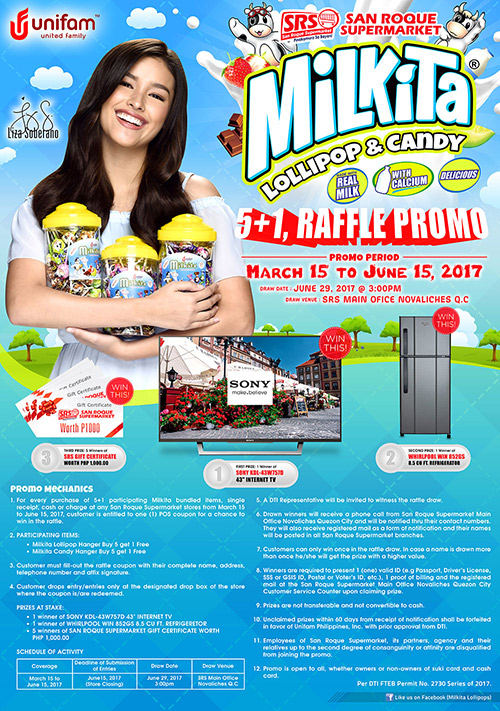 unifam™
united family
SRS
San Roque Supermarket
SAN ROQUE
SUPERMARKET
MiLKiTa®
LOLLIPOP & CANDY
Liza Soberano
REAL
MILK
WITH
CALCIUM
DELICIOUS
5+1, RAFFLE PROMO
PROMO PERIOD
MARCH 15 TO JUNE 15, 2017
DRAW DATE : JUNE 29, 2017 @ 3:00PM
DRAW VENUE : SRS MAIN OFICE NOVALICHES Q.C
Milkita
Milkita
Milkita
WIN
THIS!
WIN
THIS!
WIN
THIS!
Gift Certificate
Gift Certificate
Gift Certificate
SRS SAN ROQUE
SUPERMARKET
Worth P1000
SONY
make.believe
3
THIRD PRIZE: 5 Winners of
SRS GIFT CERTIFICATE
WORTH PHP 1,000.00
1
FIRST PRIZE: 1 Winner of
SONY KDL-43W757D
43" INTERNET TV
2
SECOND PRIZE: 1 Winner of
WHIRLPOOL WIN 852GS
8.5 CU FT. REFRIGERATOR
PROMO MECHANICS
1. For every purchase of 5+1 participating Milkita bundled items, single
receipt, cash or charge at any San Roque Supermarket stores from March 15
to June 15, 2017, customer is entitled to one (1) POS coupon for a chance to
win in the raffle.
2. PARTICIPATING ITEMS:
• Milkita Lollipop Hanger Buy 5 get 1 Free
• Milkita Candy Hanger Buy 5 get 1 Free
3. Customer must fill-out the raffle coupon with their complete name, address,
telephone number and affix signature.
4. Customer drops entry/entries only at the designated drop box of the store
where the coupon is/are redeemed.
PRIZES AT STAKE:
• 1 winner of SONY KDL-43W757D 43" INTERNET TV
• 1 winner of WHIRLPOOL WIN 852GS 8.5 CU FT. REFRIGERETOR
• 5 winners of SAN ROQUE SUPERMARKET GIFT CERTIFICATE WORTH
PHP 1,000.00
SCHEDULE OF ACTIVITY
Coverage Deadline of Submission of Entries Draw Date Draw Venue
March 15 to June 15, 2017 June15, 2017 (Store Closing) June 29, 2017 3:00pm SRS Main Office Novaliches Q.C
5. A DTI Representative will be invited to witness the raffle draw.
6. Drawn winners will receive a phone call from San Roque Supermarket Main
Office Novaliches Quezon City and will be notified thru their contact numbers.
They will also receive registered mail as a form of notification and their names
will be posted in all San Roque Supermarket branches.
7. Customers can only win once in the raffle draw. In case a name is drawn more
than once he/she will get the prize with a higher value.
8. Winners are required to present 1 (one) valid ID (e.g Passport, Driver's License,
SSS or GSIS ID, Postal or Voter's ID, etc.), 1 proof of billing and the registered
mail at the San Roque Supermarket Main Office Novaliches Quezon City
Customer Service Counter upon claiming prize.
9. Prizes are not transferable and not convertible to cash.
10. Unclaimed prizes within 60 days from receipt of notification shall be forfeited
in favor of Unifam Philippines, Inc. with prior approval from DTI.
11. Employees of San Roque Supermarket, its partners, agency and their
relatives up to the second degree of consanguinity or affinity are disqualified
from joining the promo.
12. Promo is open to all, whether owners or non-owners of suki card and cash
card.
Per DTI FTEB Permit No. 2730 Series of 2017.
f Like us on Facebook (Milkita Lollipops)